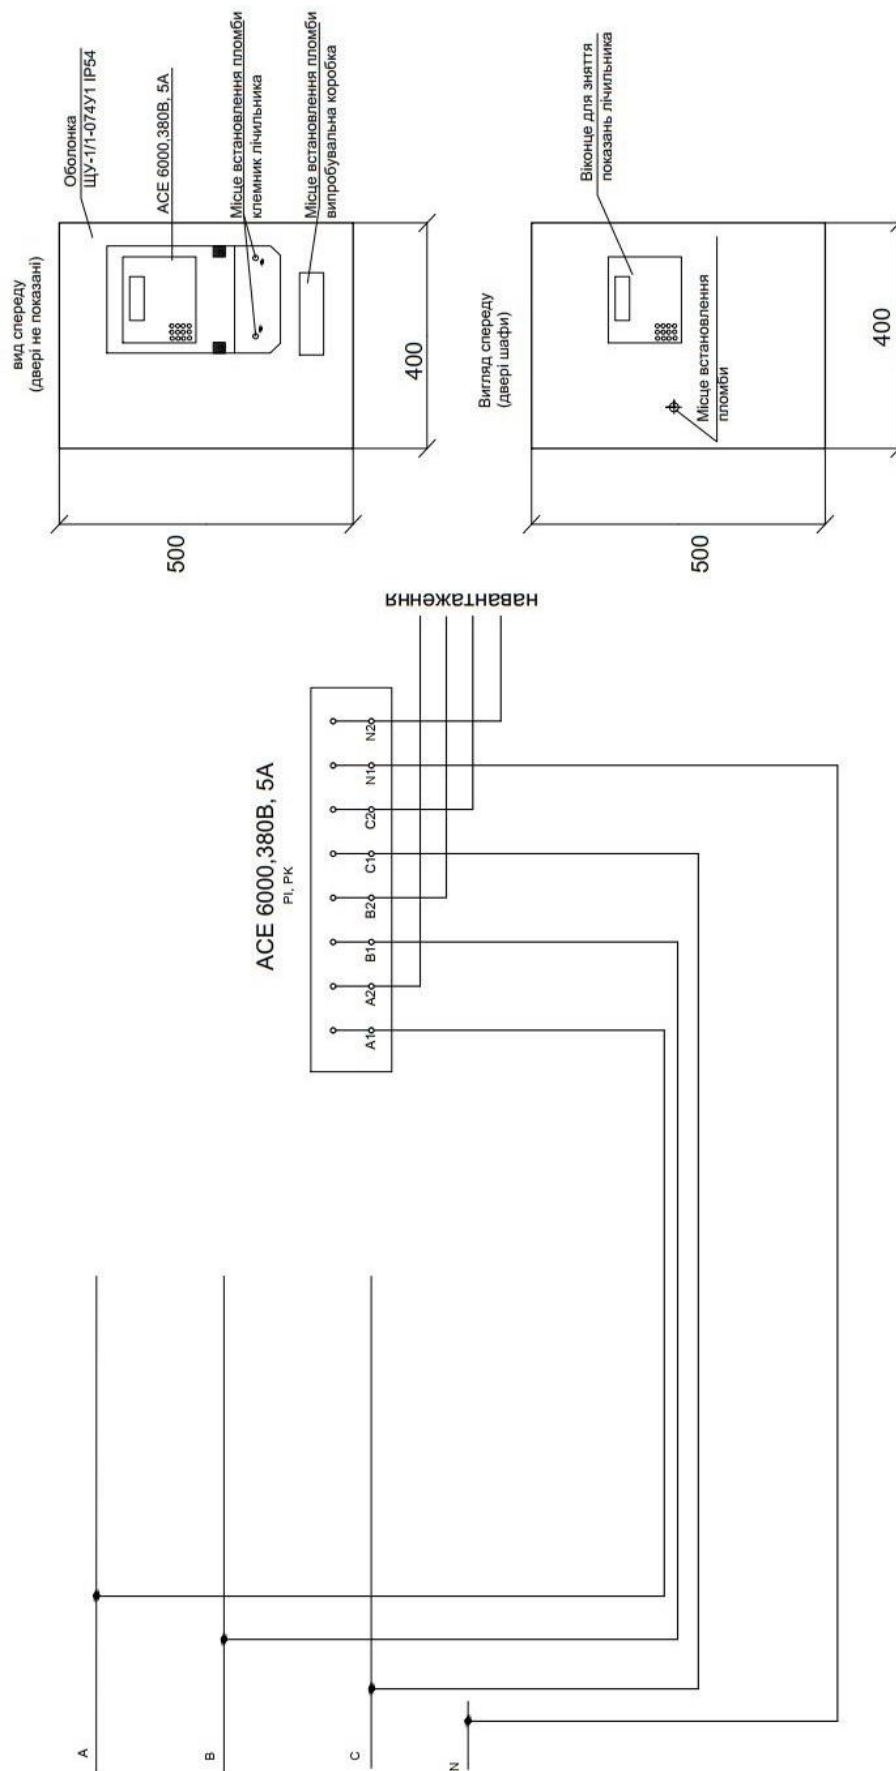 вид спереду
(двері не показані)
Оболонка
ЩУ-1/1-074У1 IP54
АСЕ 6000,380В, 5А
Місце встановлення пломби
клемник лічильника
Місце встановлення пломби
випробувальна коробка
500
400
Вигляд спереду
(двері шафи)
Віконце для зняття
показань лічильника
Місце встановлення
пломби
500
400
АСЕ 6000,380В, 5А
PI, PK
A1
A2
B1
B2
C1
C2
N1
N2
навантаження
A
B
C
N